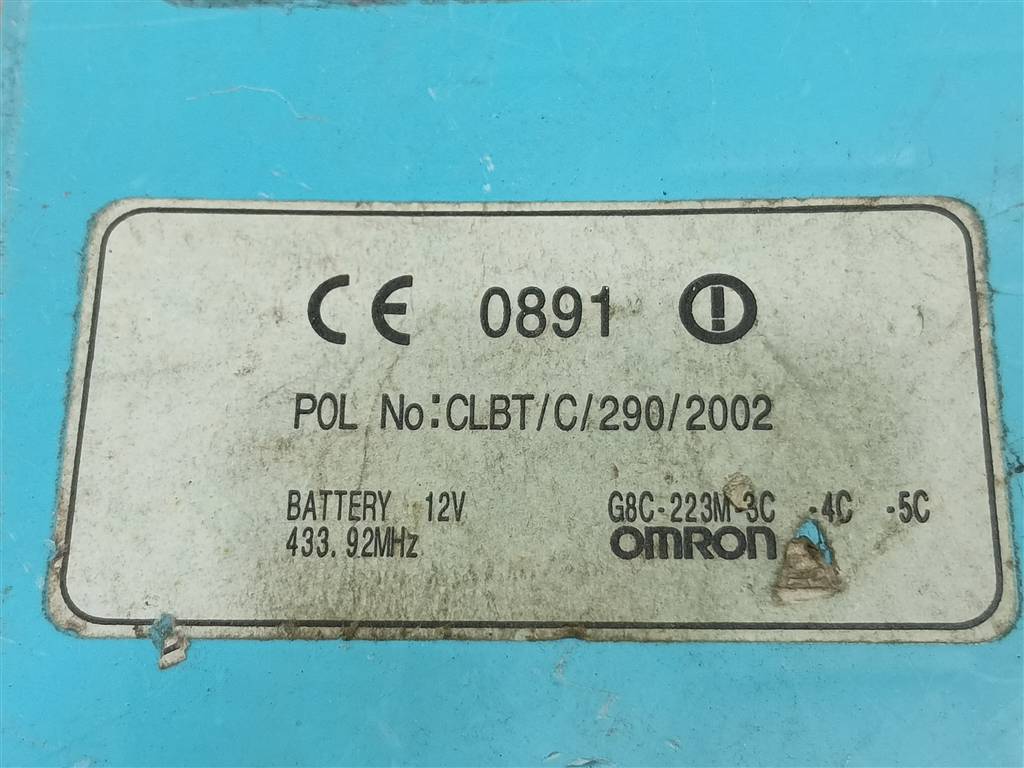 CE 0891
POL No:CLBT/C/290/2002
BATTERY 12V G8C-223M-3C -4C -5C
433.92MHz OMRON